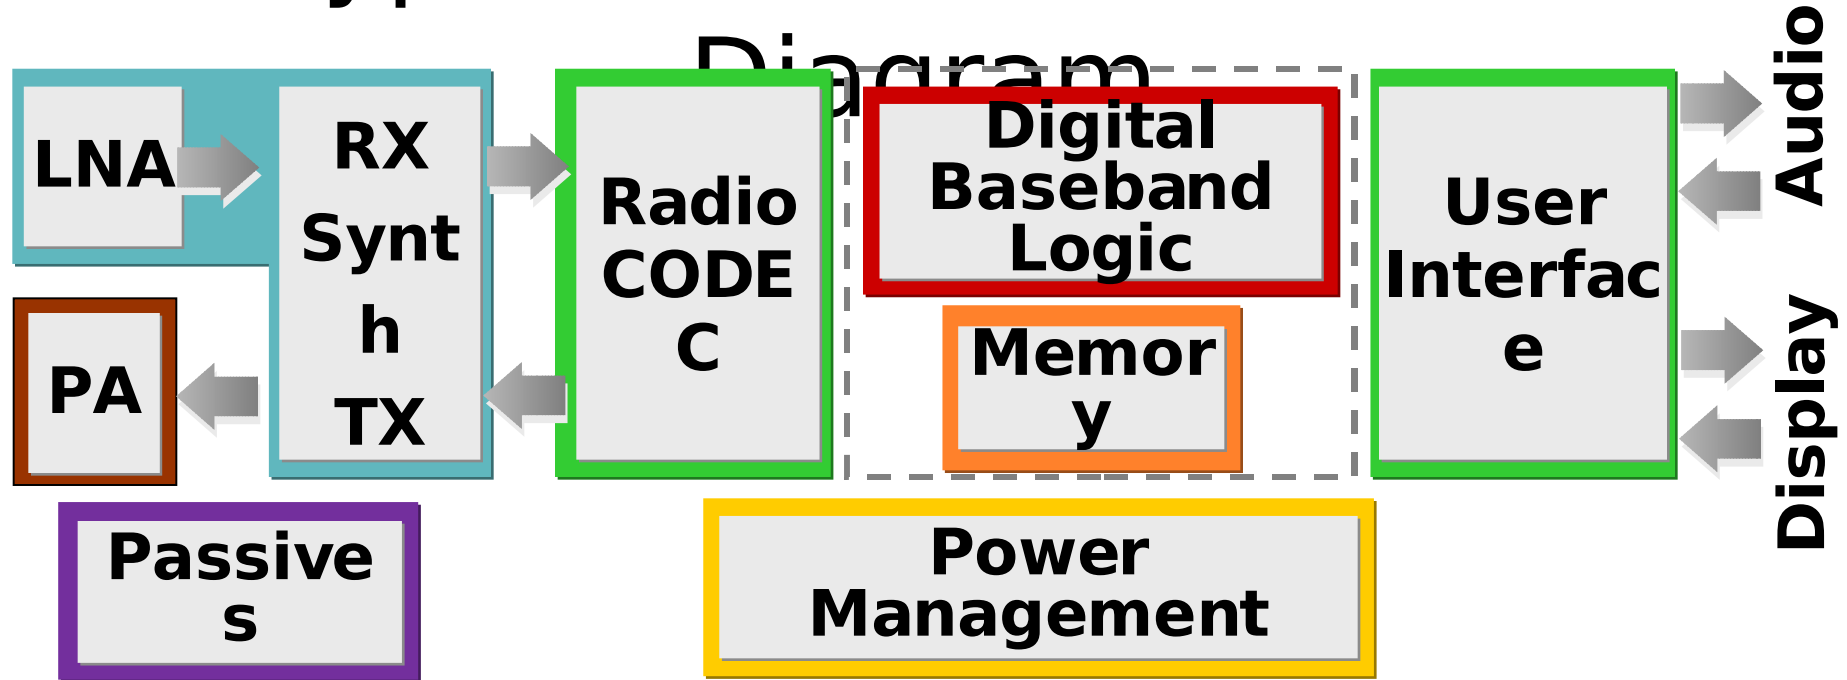 Diagram
LNA
RX
Synt
h
TX
PA
Radio
CODE
C
Digital
Baseband
Logic
Memor
y
User
Interfac
e
Audio
Display
Passive
s
Power
Management